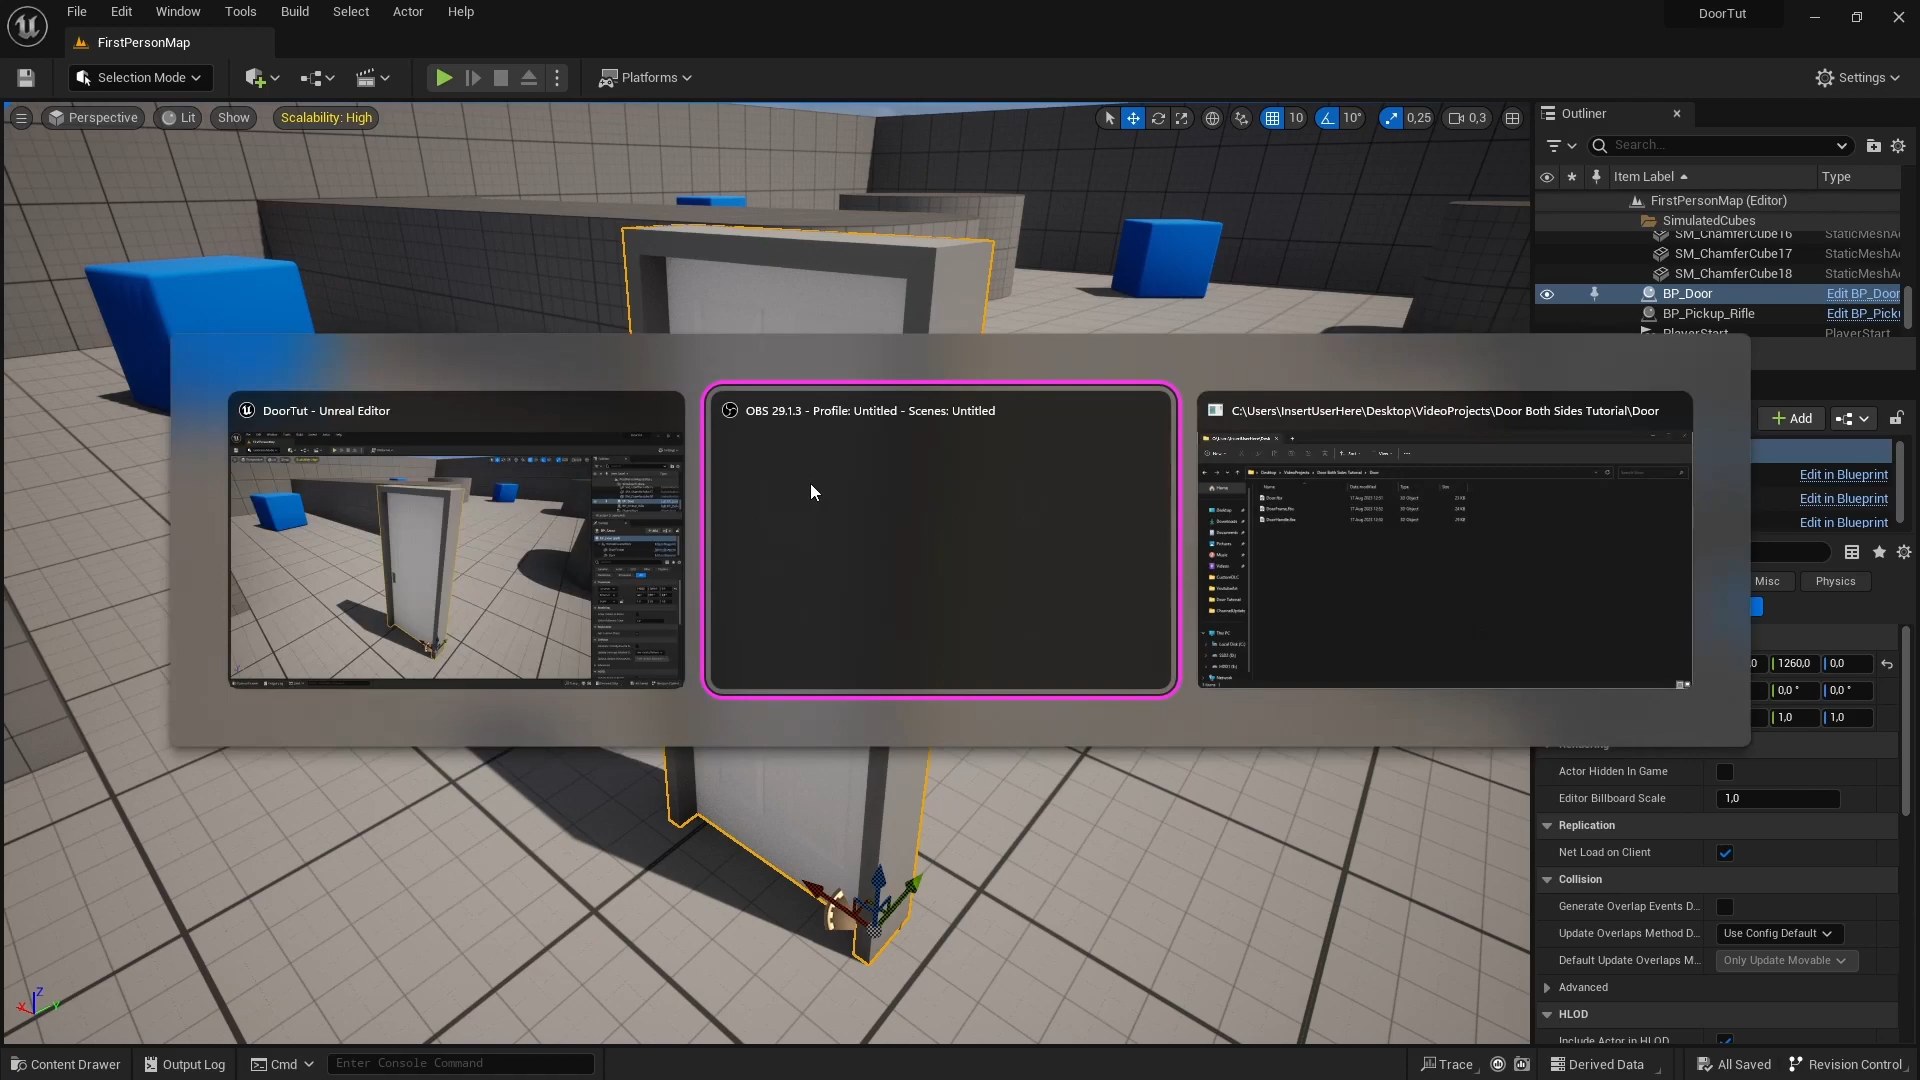 File Edit Window Tools Build Select Actor Help
DoorTut
FirstPersonMap
Selection Mode
Platforms
Settings
Perspective Lit Show Scalability: High
10 10° 0,25 0,3
Outliner
Search...
Item Label Type
FirstPersonMap (Editor)
SimulatedCubes
SM_ChamferCube16 StaticMeshA
SM_ChamferCube17 StaticMeshA
SM_ChamferCube18 StaticMeshA
BP_Door Edit BP_Door
BP_Pickup_Rifle Edit BP_Pick
PlayerStart PlayerStart
DoorTut - Unreal Editor
OBS 29.1.3 - Profile: Untitled - Scenes: Untitled
C:\Users\InsertUserHere\Desktop\VideoProjects\Door Both Sides Tutorial\Door
Add
Edit in Blueprint
Edit in Blueprint
Edit in Blueprint
Misc Physics
0 1260,0 0,0
0,0 ° 0,0 °
1,0 1,0
Rendering
Actor Hidden In Game
Editor Billboard Scale 1,0
Replication
Net Load on Client
Collision
Generate Overlap Events D...
Update Overlaps Method D... Use Config Default
Default Update Overlaps M... Only Update Movable
Advanced
HLOD
Include Actor in HLOD
Content Drawer Output Log Cmd Enter Console Command
Trace Derived Data All Saved Revision Control